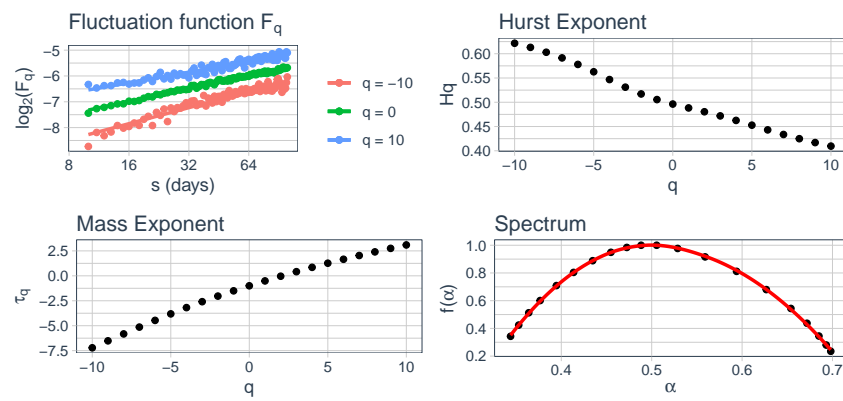 Fluctuation function F_q
log₂(F_q)
−5
−6
−7
−8
8
16
32
64
s (days)
q = −10
q = 0
q = 10
Hurst Exponent
Hq
0.60
0.55
0.50
0.45
0.40
−10
−5
0
5
10
q
Mass Exponent
τ_q
2.5
0.0
−2.5
−5.0
−7.5
−10
−5
0
5
10
q
Spectrum
f(α)
1.0
0.8
0.6
0.4
0.2
0.4
0.5
0.6
0.7
α